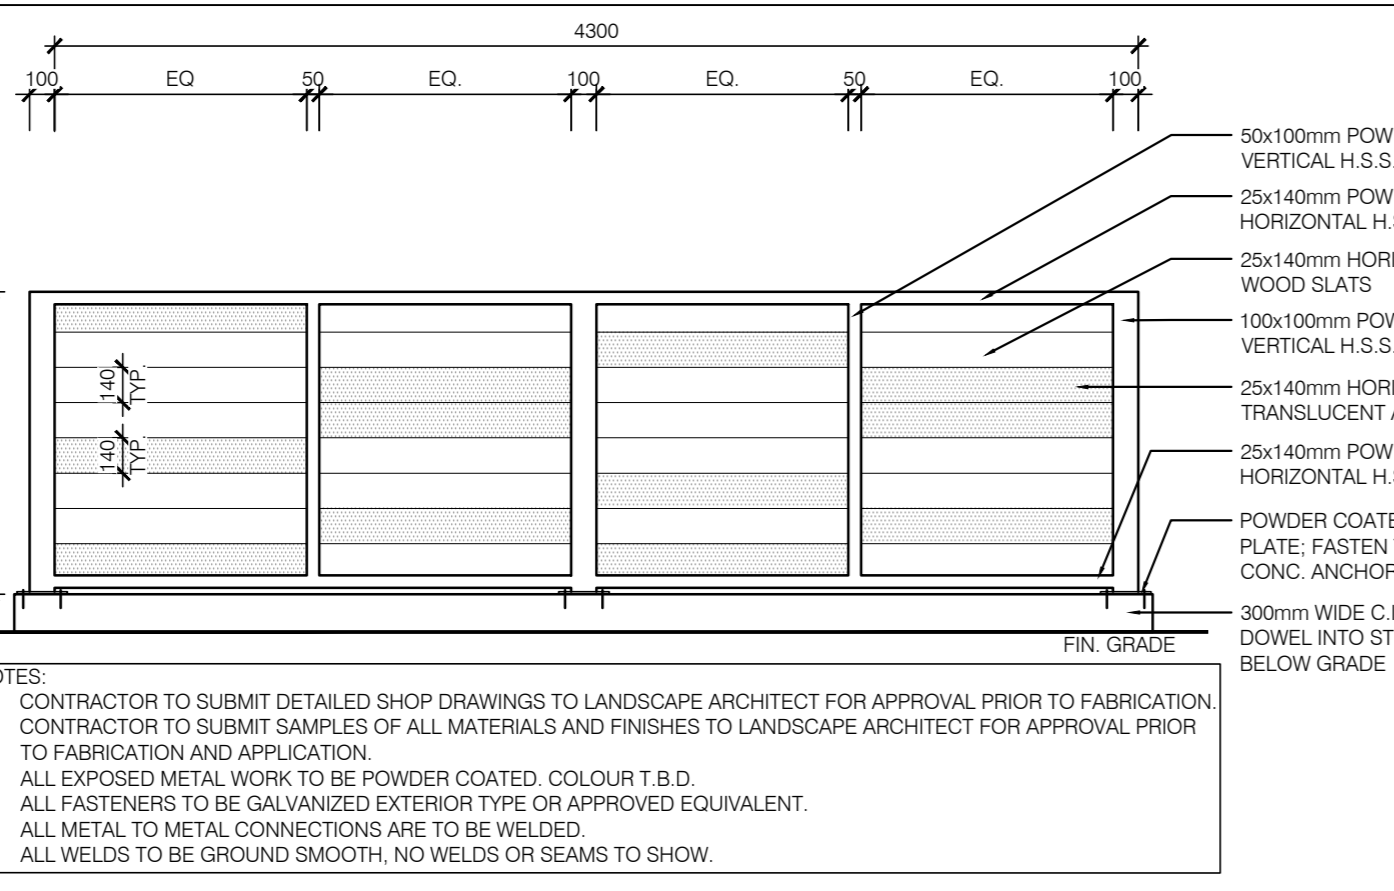 4300
100 EQ 50 EQ. 100 EQ. 50 EQ. 100
50x100mm POW
VERTICAL H.S.S.
25x140mm POW
HORIZONTAL H.S
25x140mm HORI
WOOD SLATS
100x100mm POW
VERTICAL H.S.S.
140
TYP.
25x140mm HORI
TRANSLUCENT A
140
TYP.
25x140mm POW
HORIZONTAL H.S
POWDER COATE
PLATE; FASTEN
CONC. ANCHOR
300mm WIDE C.I
DOWEL INTO ST
BELOW GRADE
FIN. GRADE
OTES:
CONTRACTOR TO SUBMIT DETAILED SHOP DRAWINGS TO LANDSCAPE ARCHITECT FOR APPROVAL PRIOR TO FABRICATION.
CONTRACTOR TO SUBMIT SAMPLES OF ALL MATERIALS AND FINISHES TO LANDSCAPE ARCHITECT FOR APPROVAL PRIOR
TO FABRICATION AND APPLICATION.
ALL EXPOSED METAL WORK TO BE POWDER COATED. COLOUR T.B.D.
ALL FASTENERS TO BE GALVANIZED EXTERIOR TYPE OR APPROVED EQUIVALENT.
ALL METAL TO METAL CONNECTIONS ARE TO BE WELDED.
ALL WELDS TO BE GROUND SMOOTH, NO WELDS OR SEAMS TO SHOW.